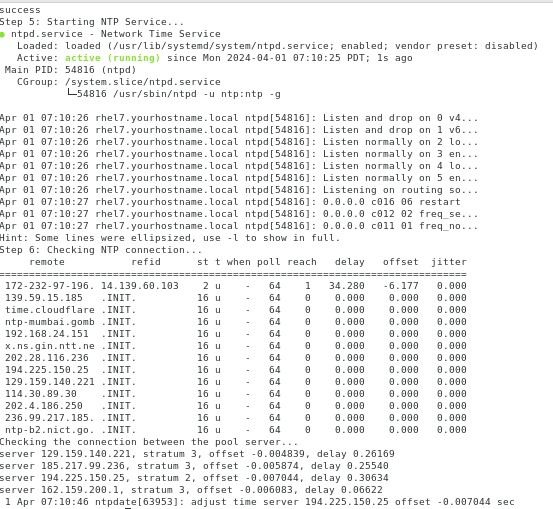 success
Step 5: Starting NTP Service...
● ntpd.service - Network Time Service
   Loaded: loaded (/usr/lib/systemd/system/ntpd.service; enabled; vendor preset: disabled)
   Active: active (running) since Mon 2024-04-01 07:10:25 PDT; 1s ago
 Main PID: 54816 (ntpd)
   CGroup: /system.slice/ntpd.service
           └─54816 /usr/sbin/ntpd -u ntp:ntp -g
Apr 01 07:10:26 rhel7.yourhostname.local ntpd[54816]: Listen and drop on 0 v4...
Apr 01 07:10:26 rhel7.yourhostname.local ntpd[54816]: Listen and drop on 1 v6...
Apr 01 07:10:26 rhel7.yourhostname.local ntpd[54816]: Listen normally on 2 lo...
Apr 01 07:10:26 rhel7.yourhostname.local ntpd[54816]: Listen normally on 3 en...
Apr 01 07:10:26 rhel7.yourhostname.local ntpd[54816]: Listen normally on 4 lo...
Apr 01 07:10:26 rhel7.yourhostname.local ntpd[54816]: Listen normally on 5 en...
Apr 01 07:10:26 rhel7.yourhostname.local ntpd[54816]: Listening on routing so...
Apr 01 07:10:27 rhel7.yourhostname.local ntpd[54816]: 0.0.0.0 c016 06 restart
Apr 01 07:10:27 rhel7.yourhostname.local ntpd[54816]: 0.0.0.0 c012 02 freq_se...
Apr 01 07:10:27 rhel7.yourhostname.local ntpd[54816]: 0.0.0.0 c011 01 freq_no...
Hint: Some lines were ellipsized, use -l to show in full.
Step 6: Checking NTP connection...
     remote           refid      st t when poll reach   delay   offset  jitter
==============================================================================
 172-232-97-196. 14.139.60.103    2 u    -   64    1   34.280   -6.177   0.000
 139.59.15.185   .INIT.          16 u    -   64    0    0.000    0.000   0.000
 time.cloudflare .INIT.          16 u    -   64    0    0.000    0.000   0.000
 ntp-mumbai.gomb .INIT.          16 u    -   64    0    0.000    0.000   0.000
 192.168.24.151  .INIT.          16 u    -   64    0    0.000    0.000   0.000
 x.ns.gin.ntt.ne .INIT.          16 u    -   64    0    0.000    0.000   0.000
 202.28.116.236  .INIT.          16 u    -   64    0    0.000    0.000   0.000
 194.225.150.25  .INIT.          16 u    -   64    0    0.000    0.000   0.000
 129.159.140.221 .INIT.          16 u    -   64    0    0.000    0.000   0.000
 114.30.89.30    .INIT.          16 u    -   64    0    0.000    0.000   0.000
 202.4.186.250   .INIT.          16 u    -   64    0    0.000    0.000   0.000
 236.99.217.185. .INIT.          16 u    -   64    0    0.000    0.000   0.000
 ntp-b2.nict.go. .INIT.          16 u    -   64    0    0.000    0.000   0.000
Checking the connection between the pool server...
server 129.159.140.221, stratum 3, offset -0.004839, delay 0.26169
server 185.217.99.236, stratum 3, offset -0.005874, delay 0.25540
server 194.225.150.25, stratum 2, offset -0.007044, delay 0.30634
server 162.159.200.1, stratum 3, offset -0.006083, delay 0.06622
 1 Apr 07:10:46 ntpdate[63953]: adjust time server 194.225.150.25 offset -0.007044 sec